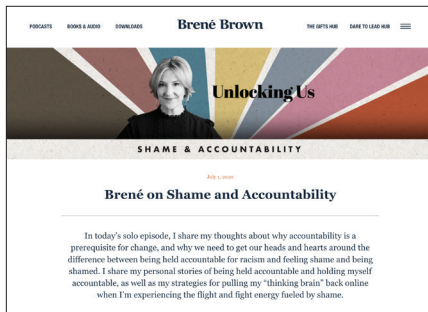 PODCASTS BOOKS & AUDIO DOWNLOADS Brené Brown THE GIFTS HUB DARE TO LEAD HUB
Unlocking Us
SHAME & ACCOUNTABILITY
July 1, 2020
Brené on Shame and Accountability
In today's solo episode, I share my thoughts about why accountability is a
prerequisite for change, and why we need to get our heads and hearts around the
difference between being held accountable for racism and feeling shame and being
shamed. I share my personal stories of being held accountable and holding myself
accountable, as well as my strategies for pulling my “thinking brain” back online
when I'm experiencing the flight and fight energy fueled by shame.